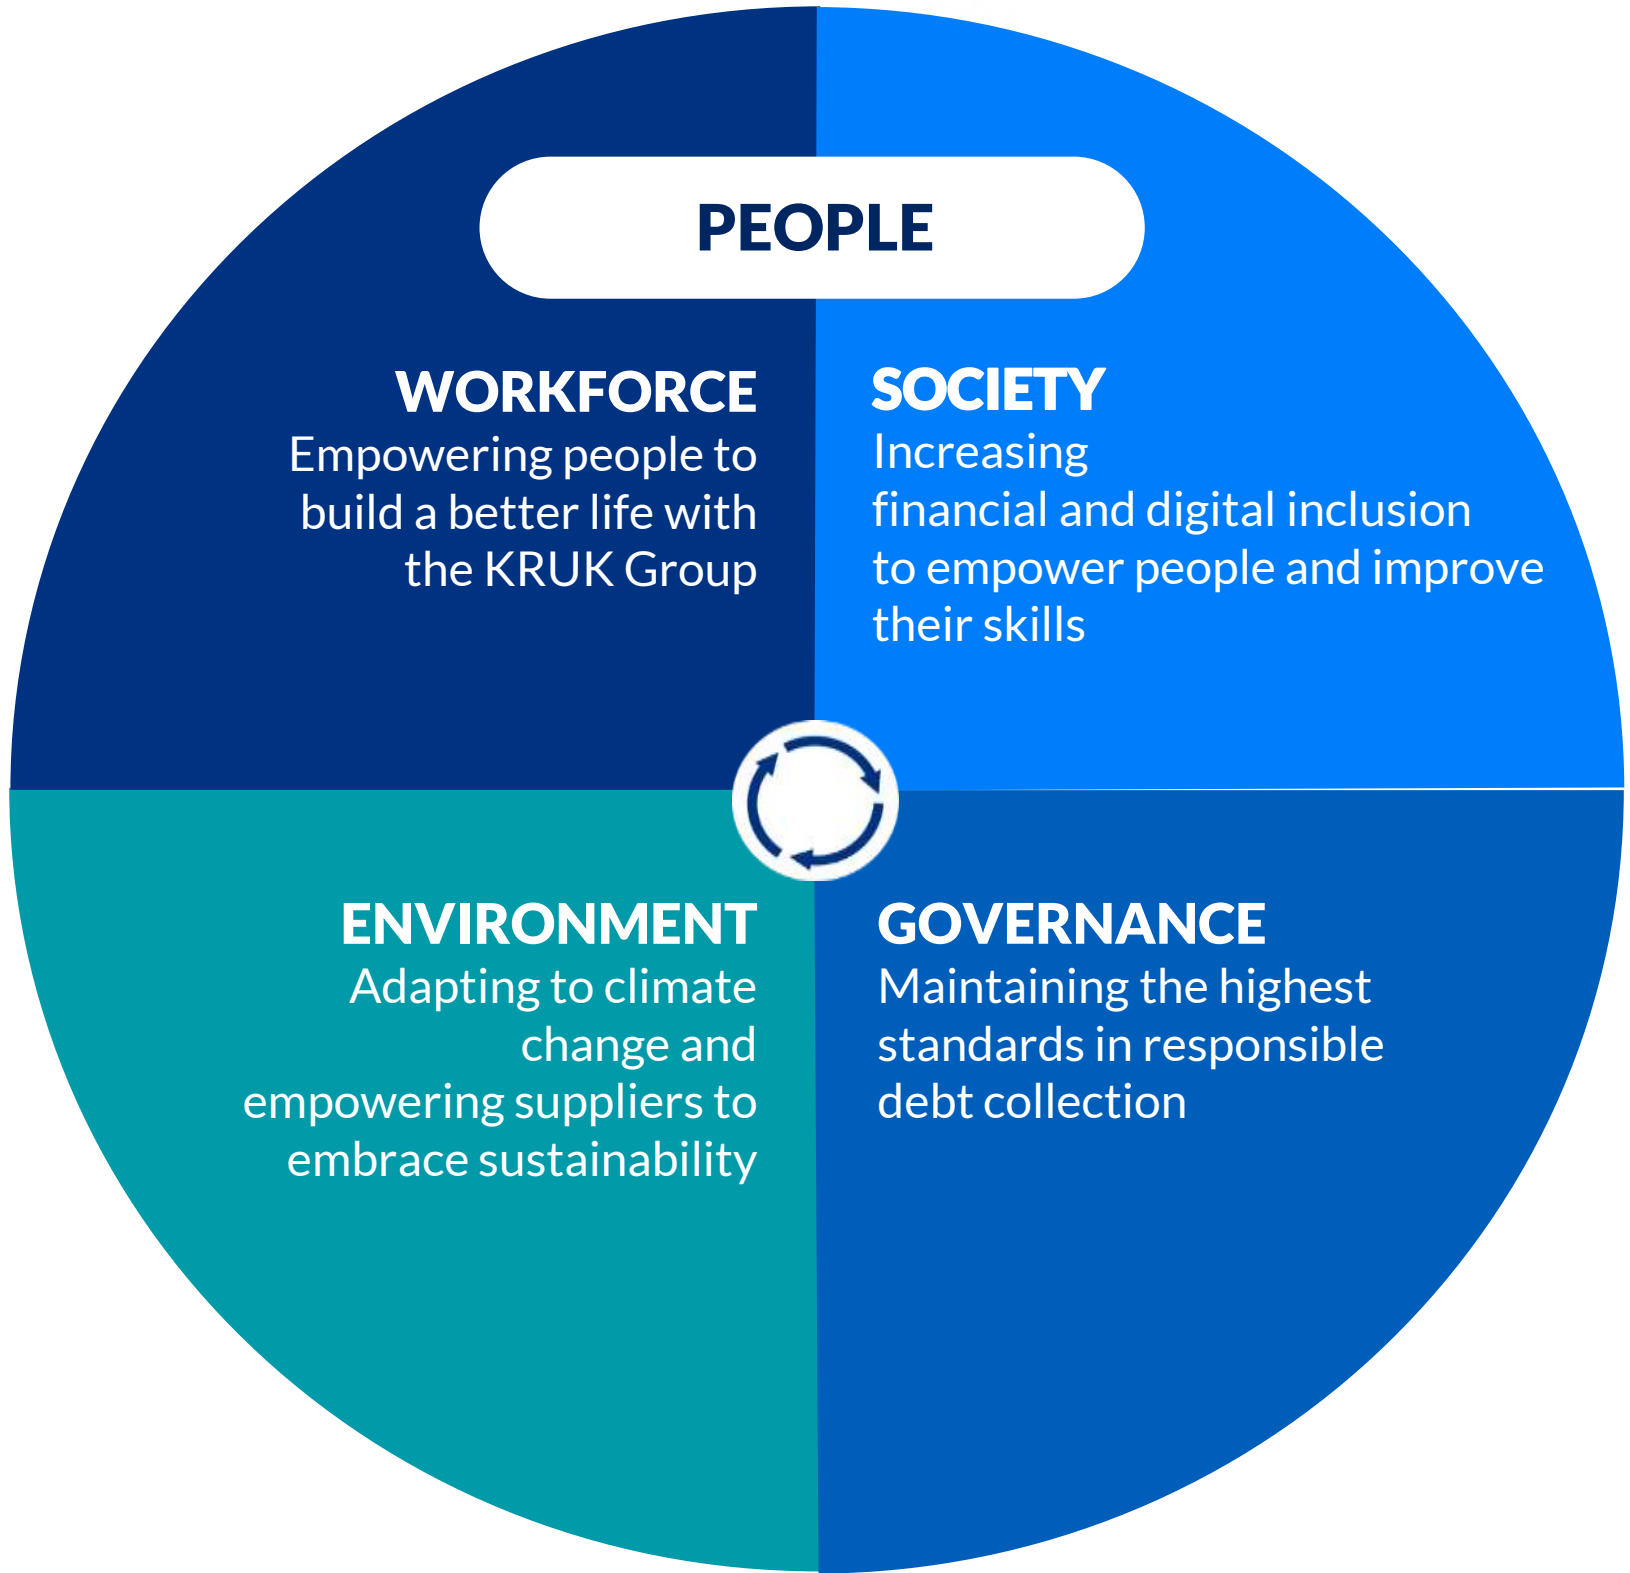 PEOPLE
WORKFORCE
Empowering people to
build a better life with
the KRUK Group
SOCIETY
Increasing
financial and digital inclusion
to empower people and improve
their skills
ENVIRONMENT
Adapting to climate
change and
empowering suppliers to
embrace sustainability
GOVERNANCE
Maintaining the highest
standards in responsible
debt collection